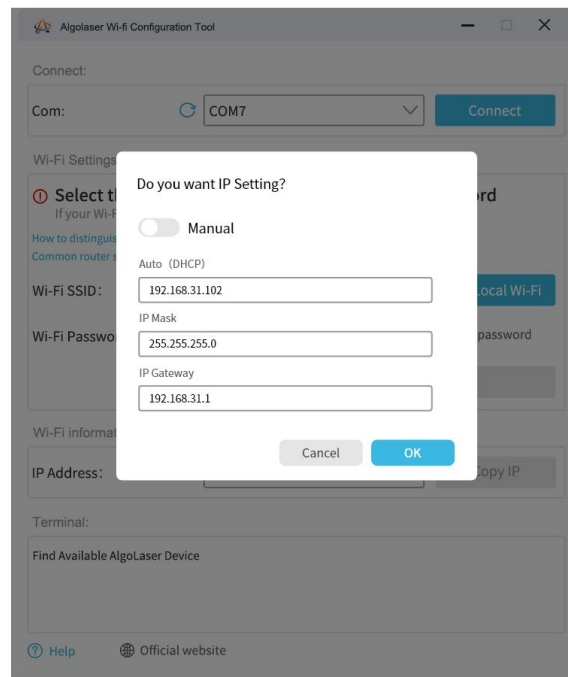 Algolaser Wi-fi Configuration Tool
Connect:
Com:
COM7
Connect
Wi-Fi Settings
Select t
rd
If your Wi-F
How to distinguis
Common router s
Wi-Fi SSID:
Local Wi-Fi
Wi-Fi Passwo
password
Do you want IP Setting?
Manual
Auto (DHCP)
192.168.31.102
IP Mask
255.255.255.0
IP Gateway
192.168.31.1
Cancel
OK
Wi-Fi informat
IP Address:
Copy IP
Terminal:
Find Available AlgoLaser Device
Help
Official website